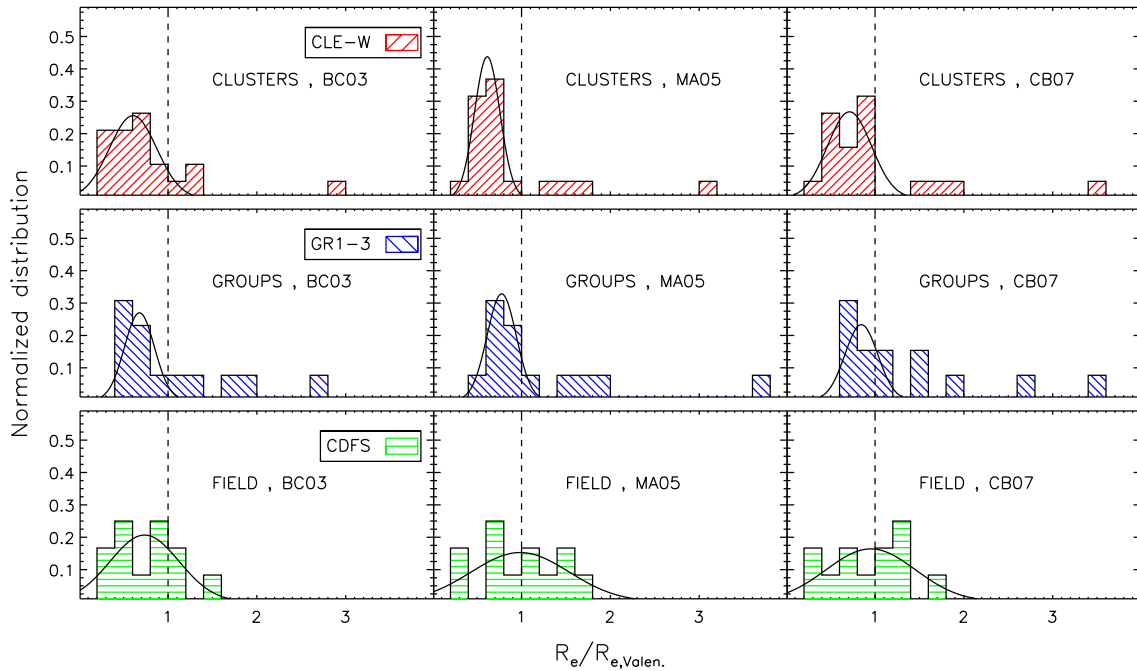 Normalized distribution
0.5
0.4
0.3
0.2
0.1
CLE-W
CLUSTERS , BC03
CLUSTERS , MA05
CLUSTERS , CB07
0.5
0.4
0.3
0.2
0.1
GR1-3
GROUPS , BC03
GROUPS , MA05
GROUPS , CB07
0.5
0.4
0.3
0.2
0.1
CDFS
FIELD , BC03
FIELD , MA05
FIELD , CB07
1 2 3 1 2 3 1 2 3
R_e/R_e,Valen.